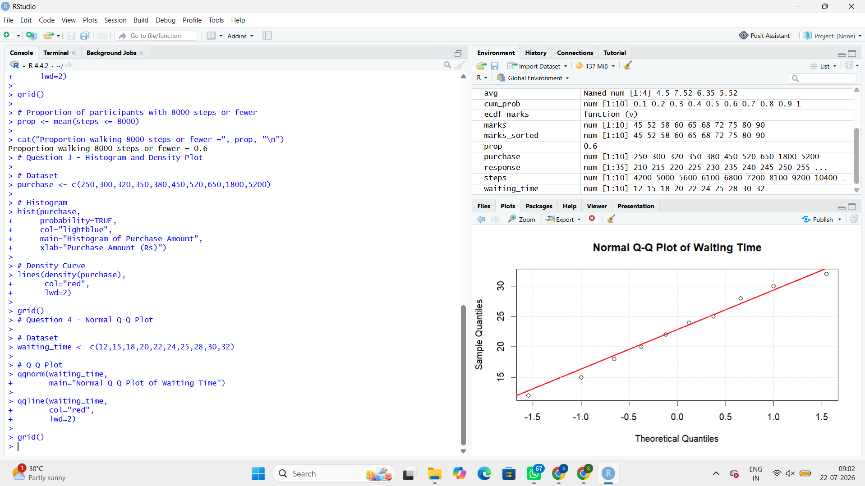 RStudio
File Edit Code View Plots Session Build Debug Profile Tools Help
Go to file/function
Addins
Posit Assistant
Project: (None)
Console Terminal Background Jobs
R 4.4.2 · ~/
+ lwd=2)
>
> grid()
>
> # Proportion of participants with 8000 steps or fewer
> prop <- mean(steps <= 8000)
>
> cat("Proportion walking 8000 steps or fewer =", prop, "\n")
Proportion walking 8000 steps or fewer = 0.6
> # Question 3 - Histogram and Density Plot
>
> # Dataset
> purchase <- c(250,300,320,350,380,450,520,650,1800,5200)
>
> # Histogram
> hist(purchase,
+ probability=TRUE,
+ col="lightblue",
+ main="Histogram of Purchase Amount",
+ xlab="Purchase Amount (Rs)")
>
> # Density Curve
> lines(density(purchase),
+ col="red",
+ lwd=2)
>
> grid()
> # Question 4 - Normal Q-Q Plot
>
> # Dataset
> waiting_time <- c(12,15,18,20,22,24,25,28,30,32)
>
> # Q-Q Plot
> qqnorm(waiting_time,
+ main="Normal Q-Q Plot of Waiting Time")
>
> qqline(waiting_time,
+ col="red",
+ lwd=2)
>
> grid()
>
Environment History Connections Tutorial
Import Dataset 137 MiB List
R Global Environment
avg Named num [1:4] 4.5 7.52 6.35 5.52
cum_prob num [1:10] 0.1 0.2 0.3 0.4 0.5 0.6 0.7 0.8 0.9 1
ecdf_marks function (v)
marks num [1:10] 45 52 58 60 65 68 72 75 80 90
marks_sorted num [1:10] 45 52 58 60 65 68 72 75 80 90
prop 0.6
purchase num [1:10] 250 300 320 350 380 450 520 650 1800 5200
response num [1:35] 210 215 220 225 230 235 240 245 250 255 ...
steps num [1:10] 4200 5000 5600 6100 6800 7200 8100 9200 10400 ...
waiting_time num [1:10] 12 15 18 20 22 24 25 28 30 32
Files Plots Packages Help Viewer Presentation
Zoom Export Publish
Normal Q-Q Plot of Waiting Time
Sample Quantiles
30
25
20
15
-1.5 -1.0 -0.5 0.0 0.5 1.0 1.5
Theoretical Quantiles
1
30°C
Partly sunny
Search
67
ENG
IN
09:02
22-07-2026